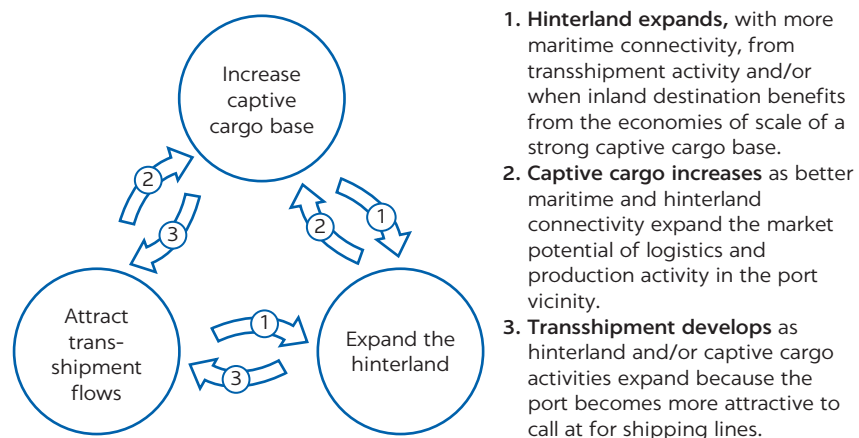 Increase
captive
cargo base
2
3
2
1
Attract
trans-
shipment
flows
1
3
Expand the
hinterland
1. Hinterland expands, with more
maritime connectivity, from
transshipment activity and/or
when inland destination benefits
from the economies of scale of a
strong captive cargo base.
2. Captive cargo increases as better
maritime and hinterland
connectivity expand the market
potential of logistics and
production activity in the port
vicinity.
3. Transshipment develops as
hinterland and/or captive cargo
activities expand because the
port becomes more attractive to
call at for shipping lines.